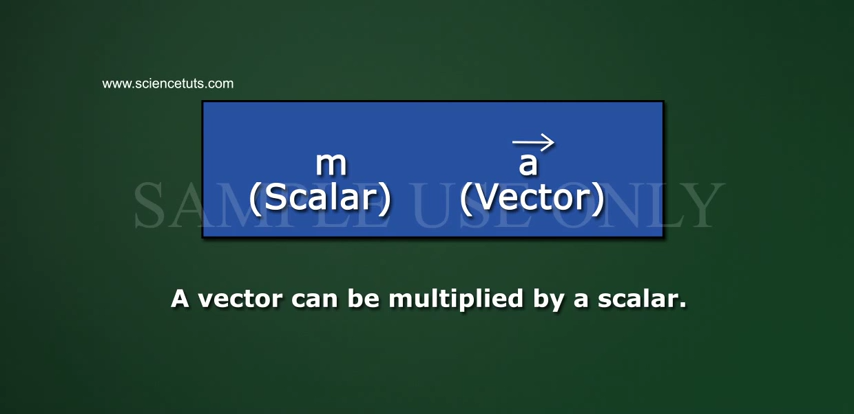 www.sciencetuts.com
m a
(Scalar) (Vector)
SAMPLE USE ONLY
A vector can be multiplied by a scalar.